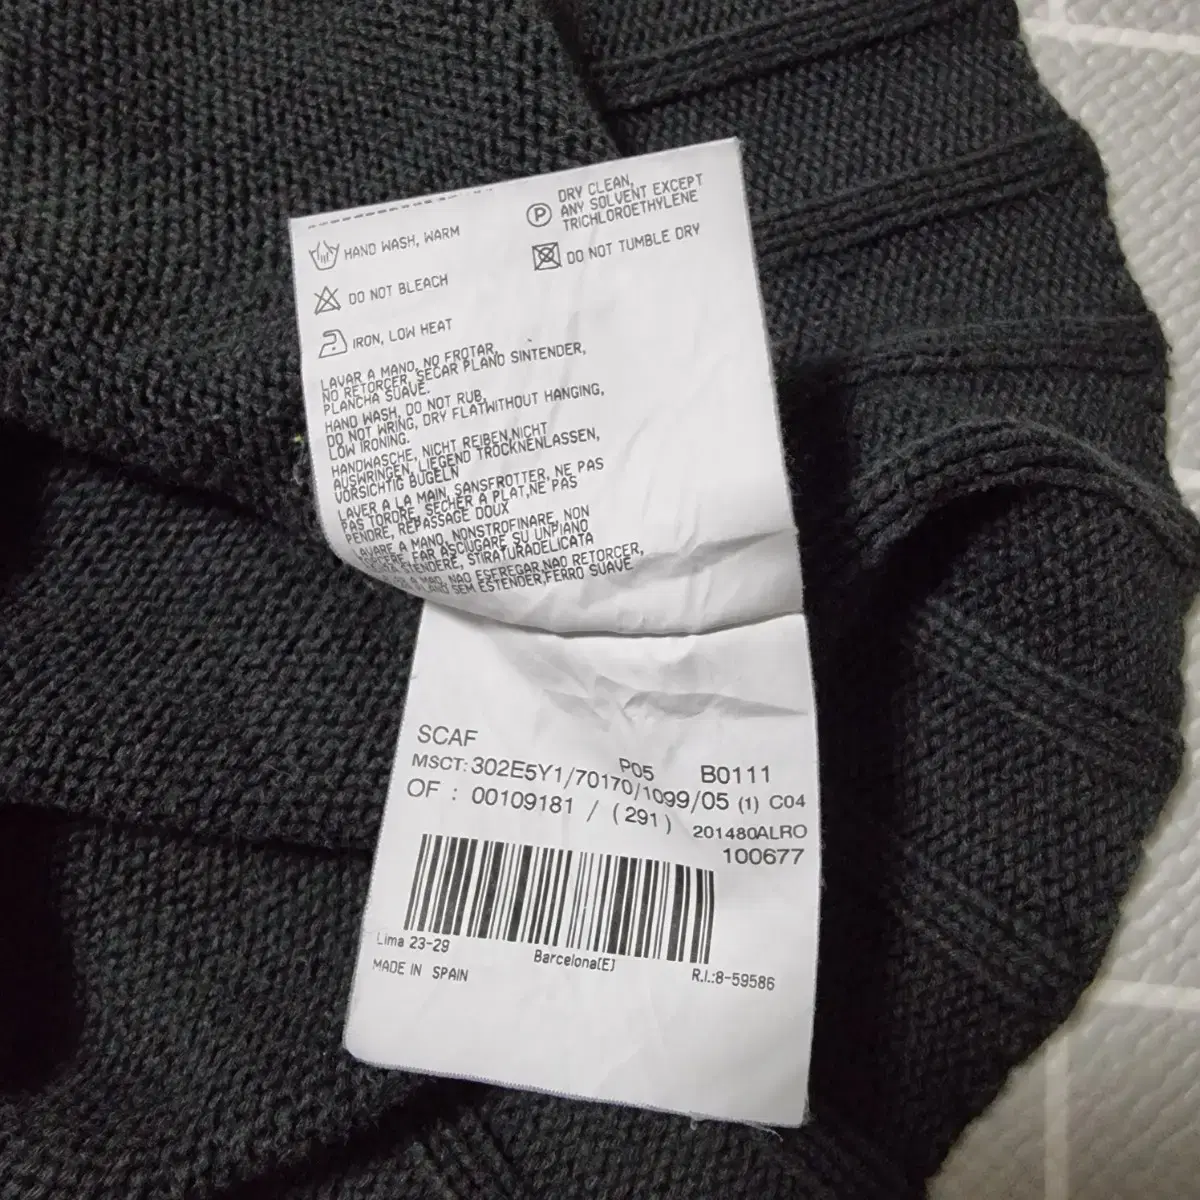 HAND WASH, WARM
DO NOT BLEACH
IRON, LOW HEAT
P
DRY CLEAN,
ANY SOLVENT EXCEPT
TRICHLOROETHYLENE
DO NOT TUMBLE DRY
LAVAR A MANO, NO FROTAR,
NO RETORCER, SECAR PLANO SINTENDER,
PLANCHA SUAVE.
HAND WASH, DO NOT RUB,
DO NOT WRING, DRY FLATWITHOUT HANGING,
LOW IRONING.
HANDWASCHE, NICHT REIBEN,NICHT
AUSWRINGEN, LIEGEND TROCKNENLASSEN,
VORSICHTIG BUGELN
LAVER A LA MAIN, SANSFROTTER, NE PAS
PAS TORDRE, SECHER A PLAT,NE PAS
PENDRE, REPASSAGE DOUX
LAVARE A MANO, NONSTROFINARE, NON
FAR ASCIUGARE SU UNPIANO
STENDERE, STIRATURADELICATA
A MAO, NAO ESFREGAR,NAO RETORCER,
PLANO SEM ESTENDER,FERRO SUAVE
SCAF
P05 B0111
MSCT: 302E5Y1/70170/1099/05 (1) C04
OF : 00109181 / (291) 201480ALRO
100677
Lima 23-29 Barcelona(E) R.I.:8-59586
MADE IN SPAIN